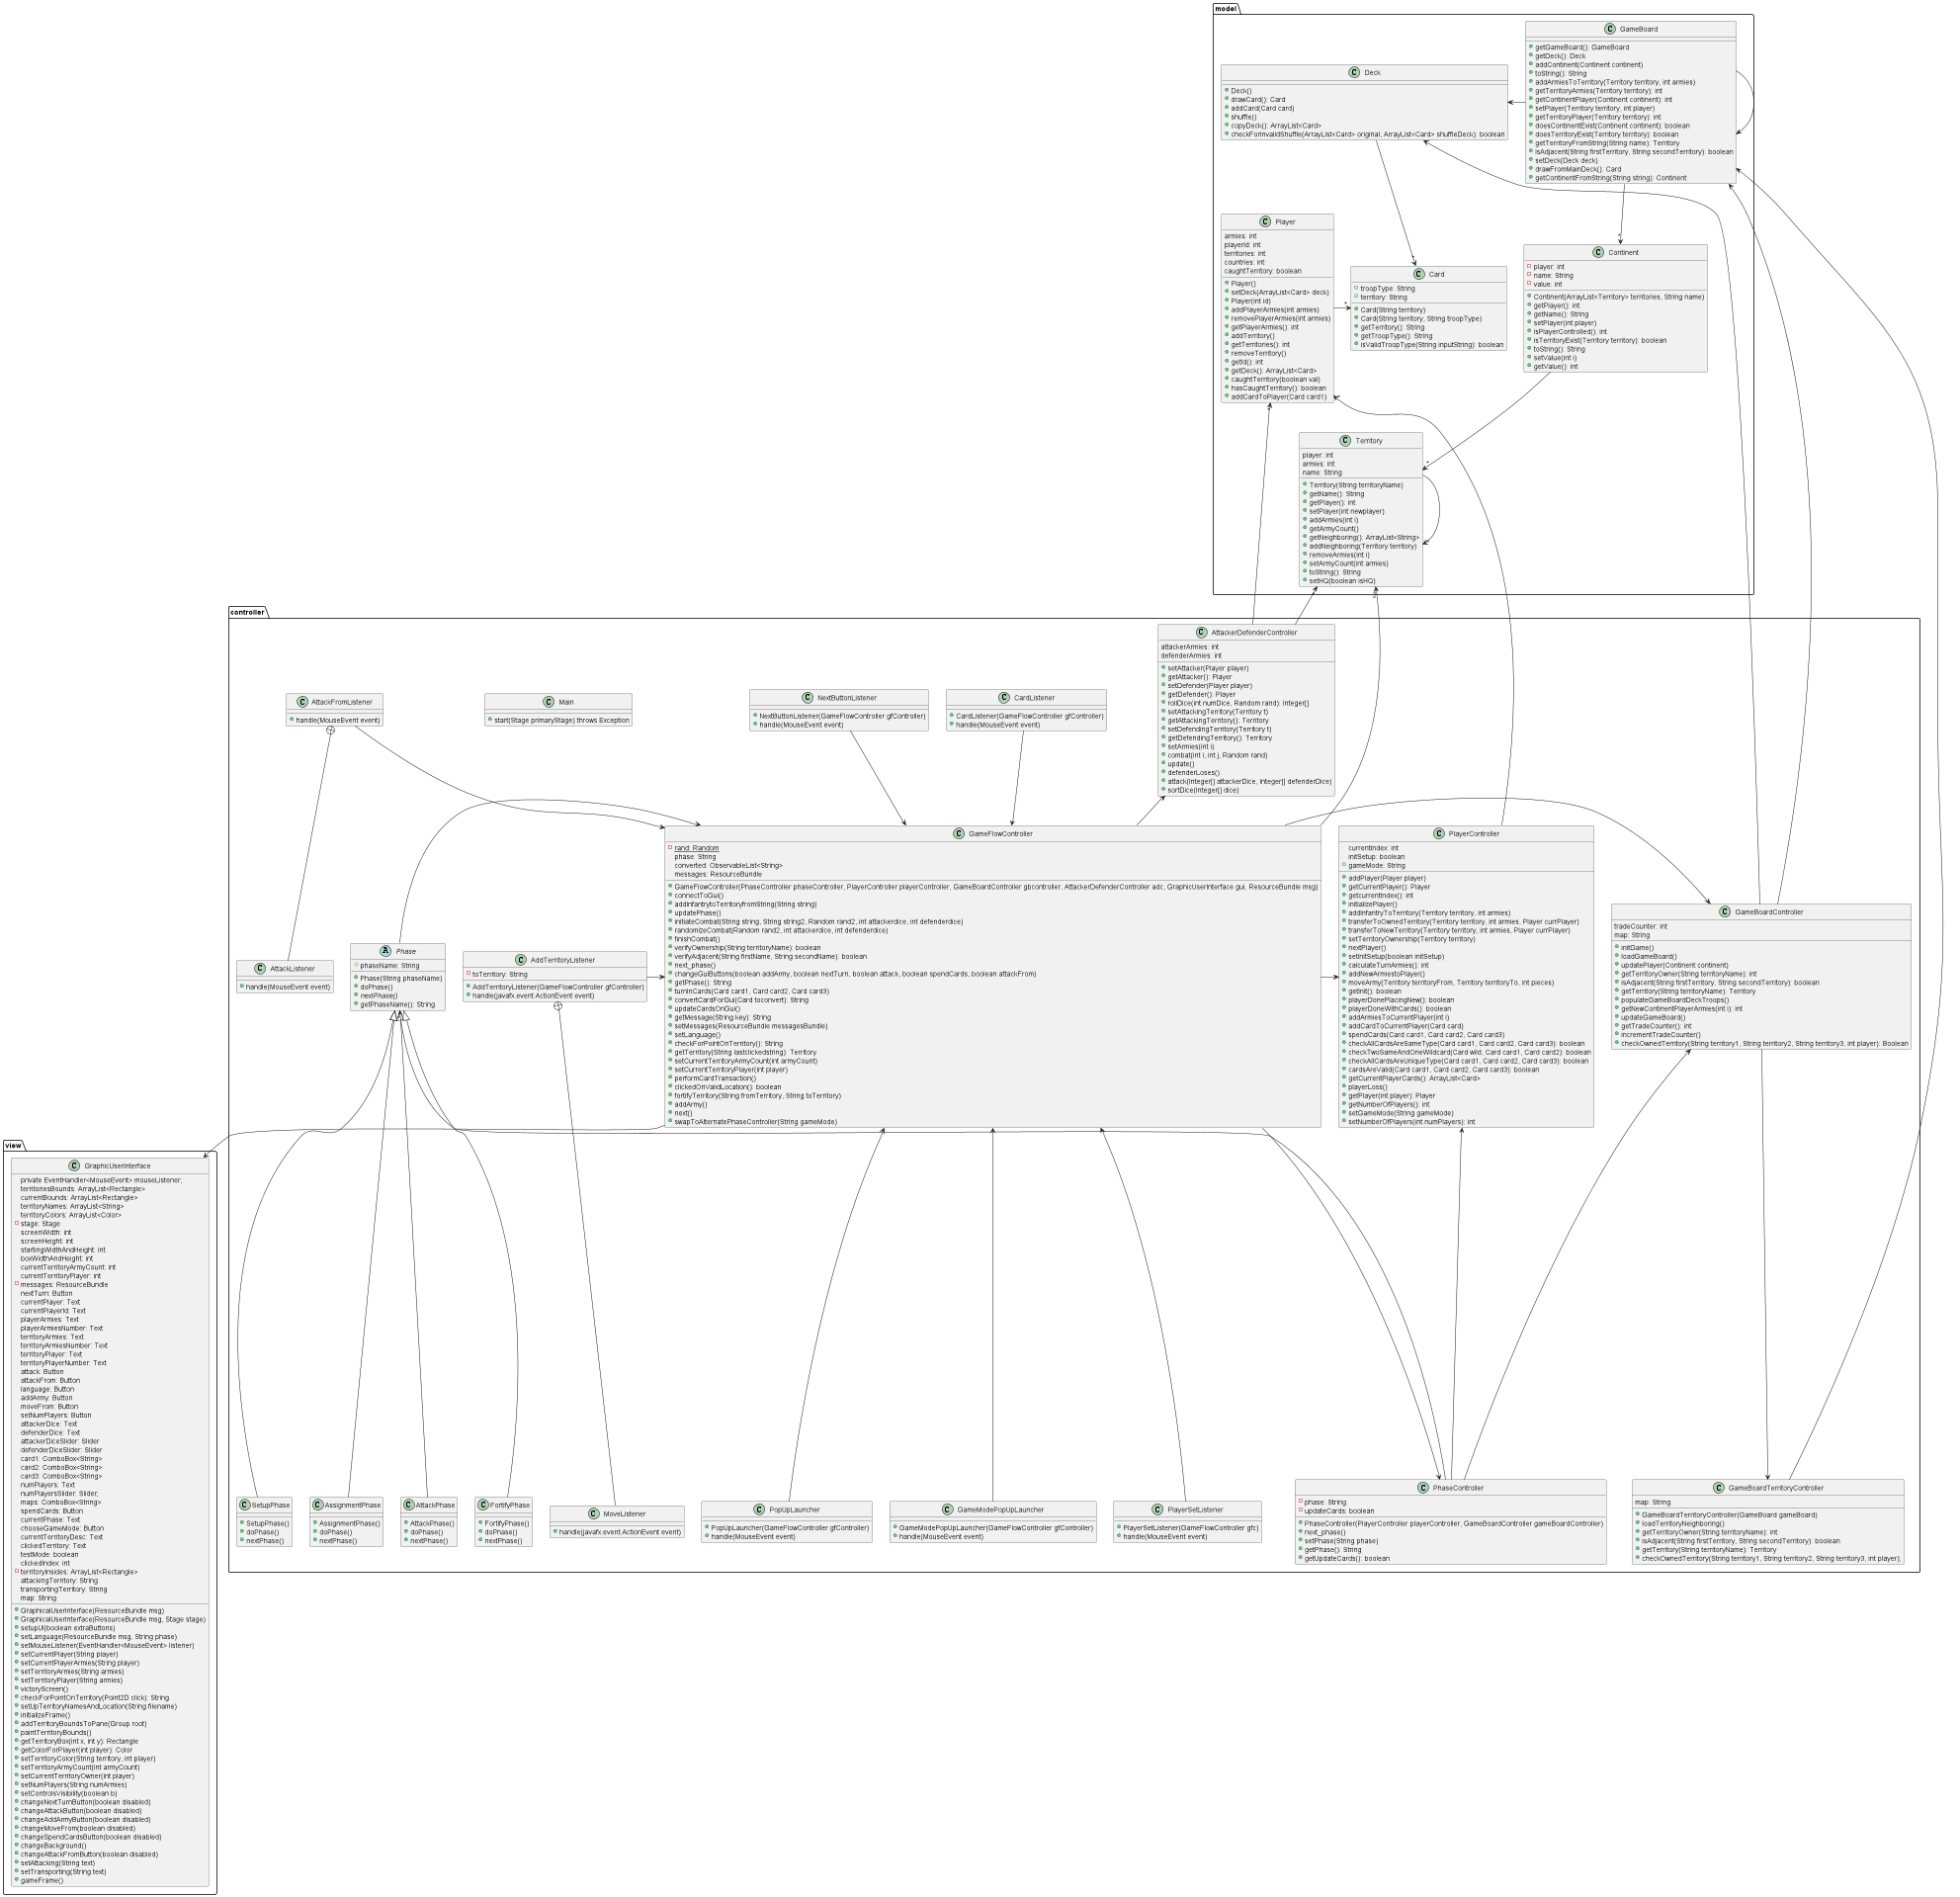 model
GameBoard
getGameBoard(): GameBoard
getDeck(): Deck
addContinent(Continent continent)
toString(): String
addArmiesToTerritory(Territory territory, int armies)
getTerritoryArmies(Territory territory): int
getContinentPlayer(Continent continent): int
setPlayer(Territory territory, int player)
getTerritoryPlayer(Territory territory): int
doesContinentExist(Continent continent): boolean
doesTerritoryExist(Territory territory): boolean
getTerritoryFromString(String name): Territory
isAdjacent(String firstTerritory, String secondTerritory): boolean
setDeck(Deck deck)
drawFromMainDeck(): Card
getContinentFromString(String string): Continent
Deck
Deck()
drawCard(): Card
addCard(Card card)
shuffle()
copyDeck(): ArrayList<Card>
checkForInvalidShuffle(ArrayList<Card> original, ArrayList<Card> shuffleDeck): boolean
Player
armies: int
playerId: int
territories: int
countries: int
caughtTerritory: boolean
Player()
setDeck(ArrayList<Card> deck)
Player(int id)
addPlayerArmies(int armies)
removePlayerArmies(int armies)
getPlayerArmies(): int
addTerritory()
getTerritories(): int
removeTerritory()
getId(): int
getDeck(): ArrayList<Card>
caughtTerritory(boolean val)
hasCaughtTerritory(): boolean
addCardToPlayer(Card card1)
Card
troopType: String
territory: String
Card(String territory)
Card(String territory, String troopType)
getTerritory(): String
getTroopType(): String
isValidTroopType(String inputString): boolean
Continent
player: int
name: String
value: int
Continent(ArrayList<Territory> territories, String name)
getPlayer(): int
getName(): String
setPlayer(int player)
isPlayerControlled(): int
isTerritoryExist(Territory territory): boolean
toString(): String
setValue(int i)
getValue(): int
Territory
player: int
armies: int
name: String
Territory(String territoryName)
getName(): String
getPlayer(): int
setPlayer(int newplayer)
addArmies(int i)
getArmyCount()
getNeighboring(): ArrayList<String>
addNeighboring(Territory territory)
removeArmies(int i)
setArmyCount(int armies)
toString(): String
setHQ(boolean isHQ)
controller
AttackerDefenderController
attackerArmies: int
defenderArmies: int
setAttacker(Player player)
getAttacker(): Player
setDefender(Player player)
getDefender(): Player
rollDice(int numDice, Random rand): Integer[]
setAttackingTerritory(Territory t)
getAttackingTerritory(): Territory
setDefendingTerritory(Territory t)
getDefendingTerritory(): Territory
setArmies(int i)
combat(int i, int j, Random rand)
update()
defenderLoses()
attack(Integer[] attackerDice, Integer[] defenderDice)
sortDice(Integer[] dice)
AttackFromListener
handle(MouseEvent event)
Main
start(Stage primaryStage) throws Exception
NextButtonListener
NextButtonListener(GameFlowController gfController)
handle(MouseEvent event)
CardListener
CardListener(GameFlowController gfController)
handle(MouseEvent event)
GameFlowController
rand: Random
phase: String
converted: ObservableList<String>
messages: ResourceBundle
GameFlowController(PhaseController phaseController, PlayerController playerController, GameBoardController gbcontroller, AttackerDefenderController adc, GraphicUserInterface gui, ResourceBundle msg)
connectToGui()
addInfantrytoTerritoryfromString(String string)
updatePhase()
initiateCombat(String string, String string2, Random rand2, int attackerdice, int defenderdice)
randomizeCombat(Random rand2, int attackerdice, int defenderdice)
finishCombat()
verifyOwnership(String territoryName): boolean
verifyAdjacent(String firstName, String secondName): boolean
next_phase()
changeGuiButtons(boolean addArmy, boolean nextTurn, boolean attack, boolean spendCards, boolean attackFrom)
getPhase(): String
turnInCards(Card card1, Card card2, Card card3)
convertCardForGui(Card toconvert): String
updateCardsOnGui()
getMessage(String key): String
setMessages(ResourceBundle messagesBundle)
setLanguage()
checkForPointOnTerritory(): String
getTerritory(String lastclickedstring): Territory
setCurrentTerritoryArmyCount(int armyCount)
setCurrentTerritoryPlayer(int player)
performCardTransaction()
clickedOnValidLocation(): boolean
fortifyTerritory(String fromTerritory, String toTerritory)
addArmy()
next()
swapToAlternatePhaseController(String gameMode)
PlayerController
currentIndex: int
initSetup: boolean
gameMode: String
addPlayer(Player player)
getCurrentPlayer(): Player
getcurrentIndex(): int
initializePlayer()
addInfantryToTerritory(Territory territory, int armies)
transferToOwnedTerritory(Territory territory, int armies, Player currPlayer)
transferToNewTerritory(Territory territory, int armies, Player currPlayer)
setTerritoryOwnership(Territory territory)
nextPlayer()
setInitSetup(boolean initSetup)
calculateTurnArmies(): int
addNewArmiestoPlayer()
moveArmy(Territory territoryFrom, Territory territoryTo, int pieces)
getInit(): boolean
playerDonePlacingNew(): boolean
playerDoneWithCards(): boolean
addArmiesToCurrentPlayer(int i)
addCardToCurrentPlayer(Card card)
spendCards(Card card1, Card card2, Card card3)
checkAllCardsAreSameType(Card card1, Card card2, Card card3): boolean
checkTwoSameAndOneWildcard(Card wild, Card card1, Card card2): boolean
checkAllCardsAreUniqueType(Card card1, Card card2, Card card3): boolean
cardsAreValid(Card card1, Card card2, Card card3): boolean
getCurrentPlayerCards(): ArrayList<Card>
playerLoss()
getPlayer(int player): Player
getNumberOfPlayers(): int
setGameMode(String gameMode)
setNumberOfPlayers(int numPlayers): int
GameBoardController
tradeCounter: int
map: String
initGame()
loadGameBoard()
updatePlayer(Continent continent)
getTerritoryOwner(String territoryName): int
isAdjacent(String firstTerritory, String secondTerritory): boolean
getTerritory(String territoryName): Territory
populateGameBoardDeckTroops()
getNewContinentPlayerArmies(int i): int
updateGameBoard()
getTradeCounter(): int
incrementTradeCounter()
checkOwnedTerritory(String territory1, String territory2, String territory3, int player): Boolean
Phase
phaseName: String
Phase(String phaseName)
doPhase()
nextPhase()
getPhaseName(): String
AttackListener
handle(MouseEvent event)
AddTerritoryListener
toTerritory: String
AddTerritoryListener(GameFlowController gfController)
handle(javafx.event.ActionEvent event)
SetupPhase
SetupPhase()
doPhase()
nextPhase()
AssignmentPhase
AssignmentPhase()
doPhase()
nextPhase()
AttackPhase
AttackPhase()
doPhase()
nextPhase()
FortifyPhase
FortifyPhase()
doPhase()
nextPhase()
MoveListener
handle(javafx.event.ActionEvent event)
PopUpLauncher
PopUpLauncher(GameFlowController gfController)
handle(MouseEvent event)
GameModePopUpLauncher
GameModePopUpLauncher(GameFlowController gfController)
handle(MouseEvent event)
PlayerSetListener
PlayerSetListener(GameFlowController gfc)
handle(MouseEvent event)
PhaseController
phase: String
updateCards: boolean
PhaseController(PlayerController playerController, GameBoardController gameBoardController)
next_phase()
setPhase(String phase)
getPhase(): String
getUpdateCards(): boolean
GameBoardTerritoryController
map: String
GameBoardTerritoryController(GameBoard gameBoard)
loadTerritoryNeighboring()
getTerritoryOwner(String territoryName): int
isAdjacent(String firstTerritory, String secondTerritory): boolean
getTerritory(String territoryName): Territory
checkOwnedTerritory(String territory1, String territory2, String territory3, int player);
view
GraphicUserInterface
private EventHandler<MouseEvent> mouseListener;
territoriesBounds: ArrayList<Rectangle>
currentBounds: ArrayList<Rectangle>
territoryNames: ArrayList<String>
territoryColors: ArrayList<Color>
stage: Stage
screenWidth: int
screenHeight: int
startingWidthAndHeight: int
boxWidthAndHeight: int
currentTerritoryArmyCount: int
currentTerritoryPlayer: int
messages: ResourceBundle
nextTurn: Button
currentPlayer: Text
currentPlayerId: Text
playerArmies: Text
playerArmiesNumber: Text
territoryArmies: Text
territoryArmiesNumber: Text
territoryPlayer: Text
territoryPlayerNumber: Text
attack: Button
attackFrom: Button
language: Button
addArmy: Button
moveFrom: Button
setNumPlayers: Button
attackerDice: Text
defenderDice: Text
attackerDiceSlider: Slider
defenderDiceSlider: Slider
card1: ComboBox<String>
card2: ComboBox<String>
card3: ComboBox<String>
numPlayers: Text
numPlayersSlider: Slider;
maps: ComboBox<String>
spendCards: Button
currentPhase: Text
chooseGameMode: Button
currentTerritoryDesc: Text
clickedTerritory: Text
testMode: boolean
clickedIndex: int
territoryInsides: ArrayList<Rectangle>
attackingTerritory: String
transportingTerritory: String
map: String
GraphicalUserInterface(ResourceBundle msg)
GraphicalUserInterface(ResourceBundle msg, Stage stage)
setupUI(boolean extraButtons)
setLanguage(ResourceBundle msg, String phase)
setMouseListener(EventHandler<MouseEvent> listener)
setCurrentPlayer(String player)
setCurrentPlayerArmies(String player)
setTerritoryArmies(String armies)
setTerritoryPlayer(String armies)
victoryScreen()
checkForPointOnTerritory(Point2D click): String
setUpTerritoryNamesAndLocation(String filename)
initializeFrame()
addTerritoryBoundsToPane(Group root)
paintTerritoryBounds()
getTerritoryBox(int x, int y): Rectangle
getColorForPlayer(int player): Color
setTerritoryColor(String territory, int player)
setTerritoryArmyCount(int armyCount)
setCurrentTerritoryOwner(int player)
setNumPlayers(String numArmies)
setControlsVisibility(boolean b)
changeNextTurnButton(boolean disabled)
changeAttackButton(boolean disabled)
changeAddArmyButton(boolean disabled)
changeMoveFrom(boolean disabled)
changeSpendCardsButton(boolean disabled)
changeBackground()
changeAttackFromButton(boolean disabled)
setAttacking(String text)
setTransporting(String text)
gameFrame()